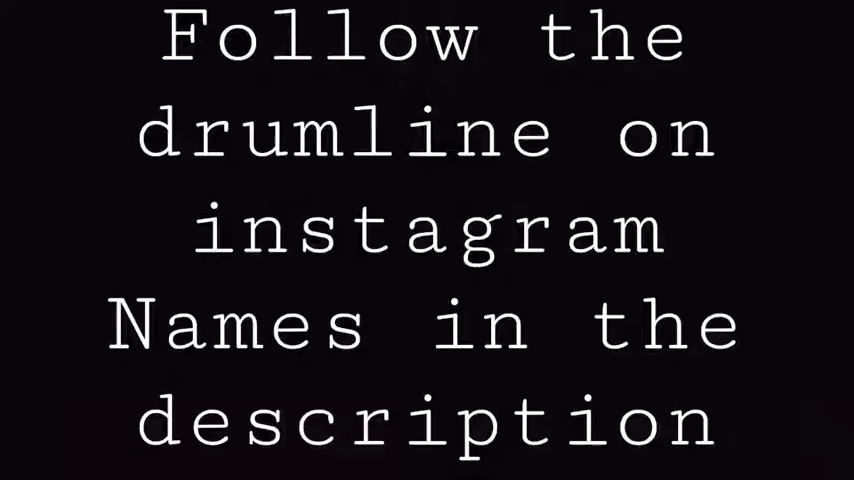 Follow the
drumline on
instagram
Names in the
description